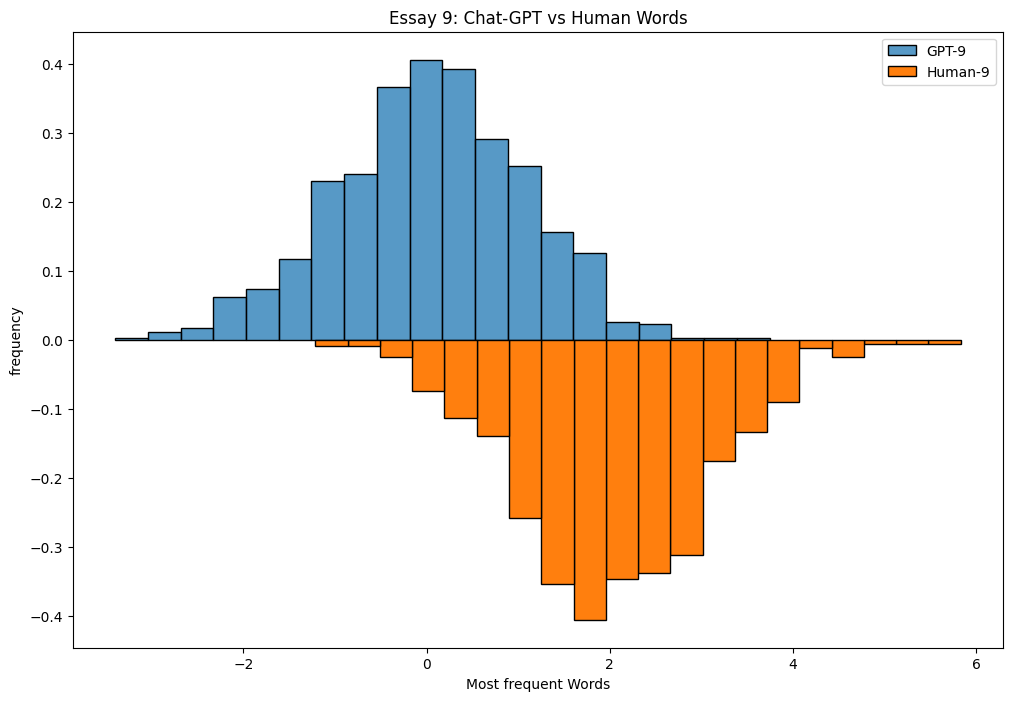 Essay 9: Chat-GPT vs Human Words
GPT-9
Human-9
0.4
0.3
0.2
0.1
0.0
−0.1
−0.2
−0.3
−0.4
frequency
−2
0
2
4
6
Most frequent Words